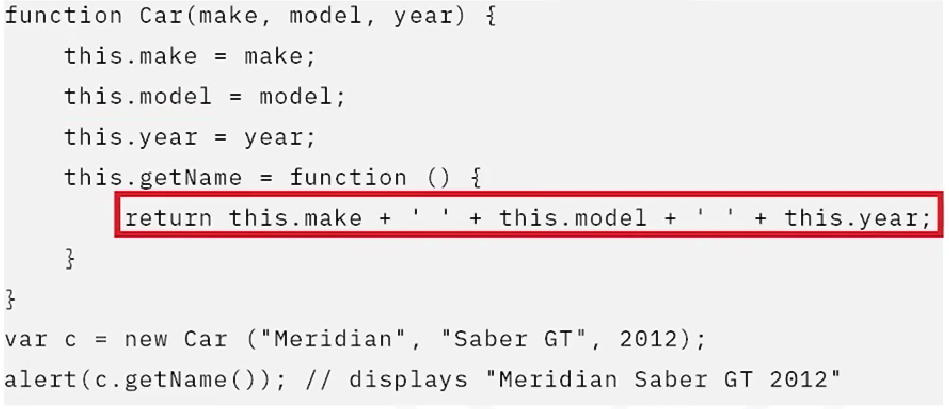 function Car(make, model, year) {
    this.make = make;
    this.model = model;
    this.year = year;
    this.getName = function () {
        return this.make + ' ' + this.model + ' ' + this.year;
    }
}
var c = new Car ("Meridian", "Saber GT", 2012);
alert(c.getName()); // displays "Meridian Saber GT 2012"